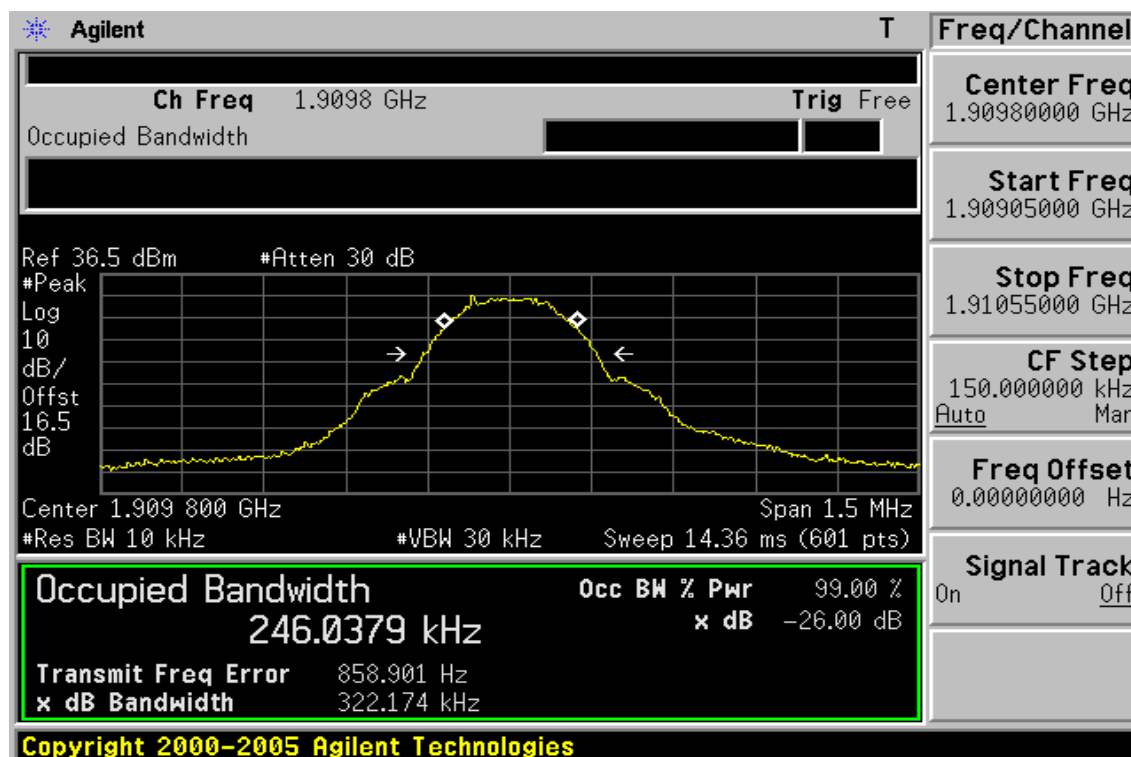 Agilent T
Ch Freq 1.9098 GHz Trig Free
Occupied Bandwidth
Ref 36.5 dBm #Atten 30 dB
#Peak
Log
10
dB/
Offst
16.5
dB
Center 1.909 800 GHz Span 1.5 MHz
#Res BW 10 kHz #VBW 30 kHz Sweep 14.36 ms (601 pts)
Occupied Bandwidth
246.0379 kHz
Occ BW % Pwr 99.00 %
x dB -26.00 dB
Transmit Freq Error 858.901 Hz
x dB Bandwidth 322.174 kHz
Copyright 2000-2005 Agilent Technologies
Freq/Channel
Center Freq
1.90980000 GHz
Start Freq
1.90905000 GHz
Stop Freq
1.91055000 GHz
CF Step
150.000000 kHz
Auto Man
Freq Offset
0.00000000 Hz
Signal Track
On Off